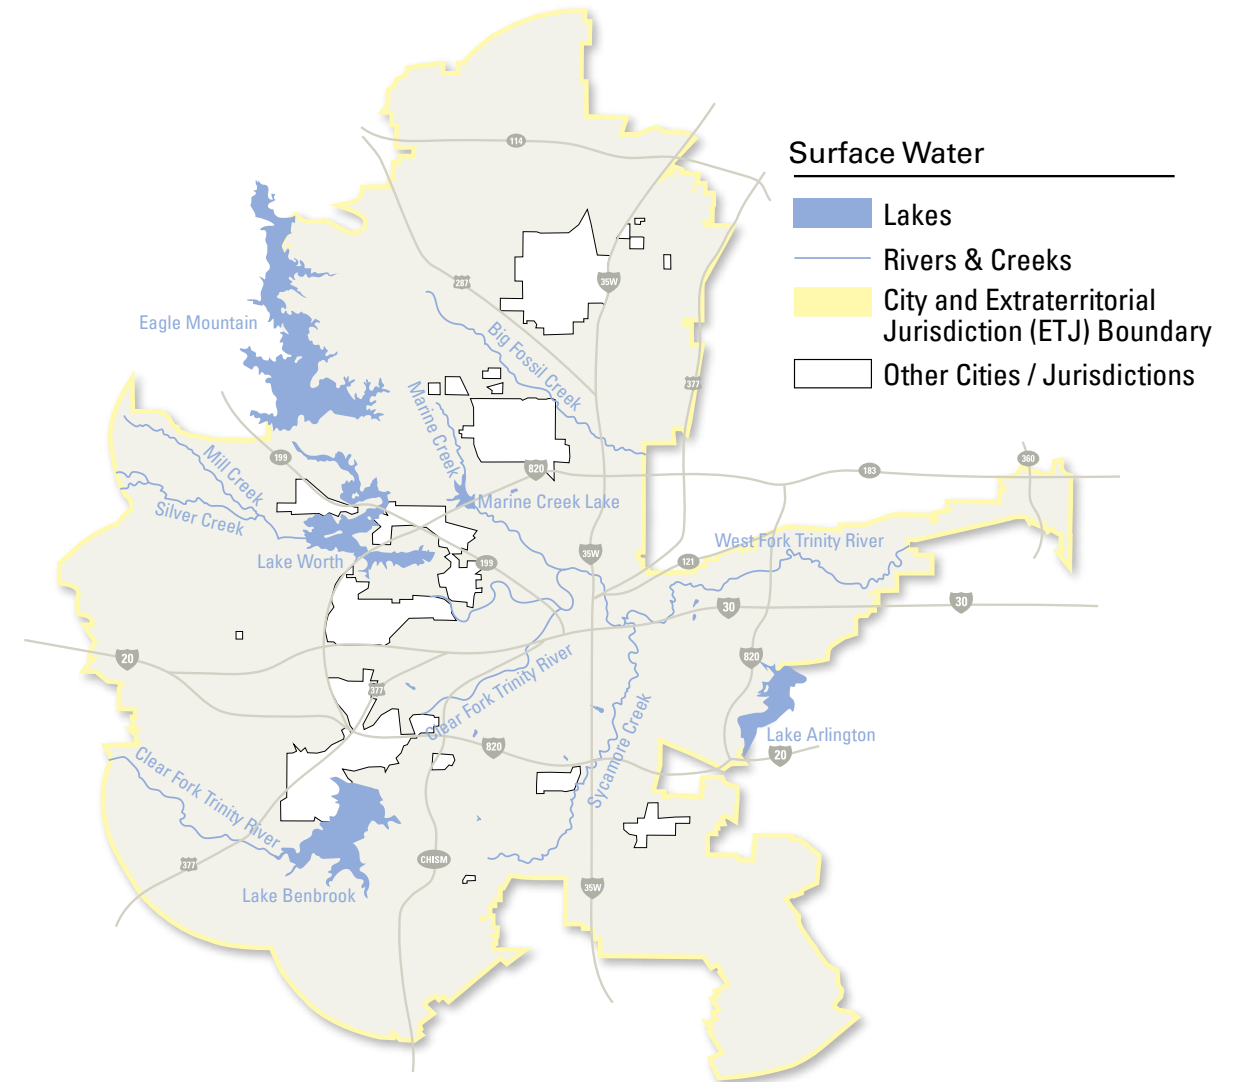 Surface Water
Lakes
Rivers & Creeks
City and Extraterritorial
Jurisdiction (ETJ) Boundary
Other Cities / Jurisdictions
114
287
35W
Eagle Mountain
Big Fossil Creek
377
Marine Creek
199
Mill Creek
820
183
360
Silver Creek
Marine Creek Lake
Lake Worth
199
35W
121
West Fork Trinity River
30
30
20
820
377
Clear Fork Trinity River
Sycamore Creek
820
Lake Arlington
20
Clear Fork Trinity River
377
CHISM
35W
Lake Benbrook